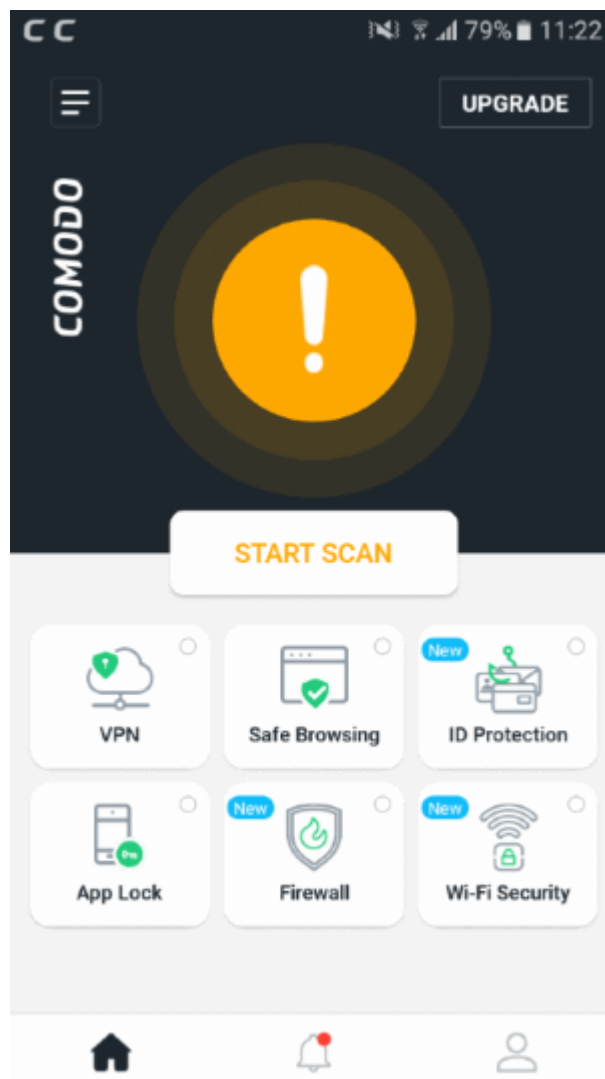 C C 79% 11:22
UPGRADE
COMODO
!
START SCAN
New
VPN
Safe Browsing
ID Protection
New
New
App Lock
Firewall
Wi-Fi Security